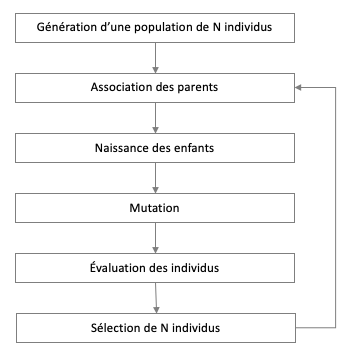 Génération d’une population de N individus
Association des parents
Naissance des enfants
Mutation
Évaluation des individus
Sélection de N individus